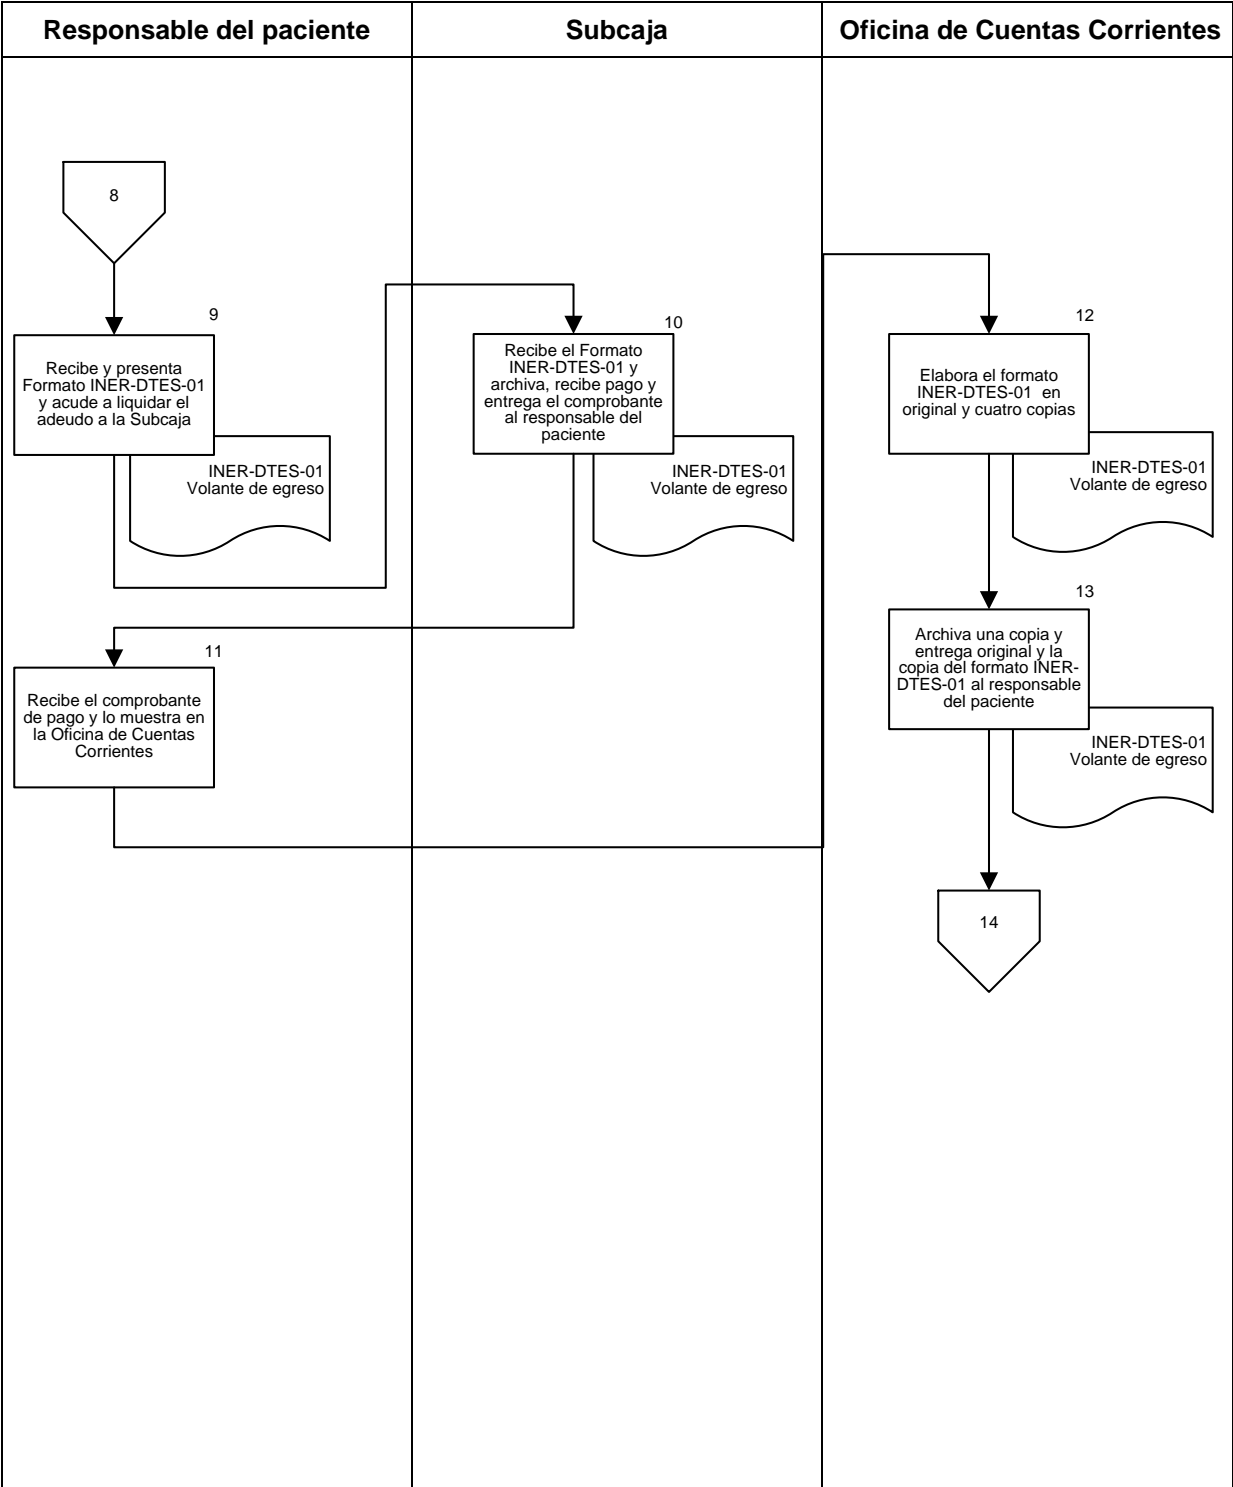 Responsable del paciente
Subcaja
Oficina de Cuentas Corrientes
8
9
Recibe y presenta
Formato INER-DTES-01
y acude a liquidar el
adeudo a la Subcaja
INER-DTES-01
Volante de egreso
10
Recibe el Formato
INER-DTES-01 y
archiva, recibe pago y
entrega el comprobante
al responsable del
paciente
INER-DTES-01
Volante de egreso
11
Recibe el comprobante
de pago y lo muestra en
la Oficina de Cuentas
Corrientes
12
Elabora el formato
INER-DTES-01 en
original y cuatro copias
INER-DTES-01
Volante de egreso
13
Archiva una copia y
entrega original y la
copia del formato INER-
DTES-01 al responsable
del paciente
INER-DTES-01
Volante de egreso
14